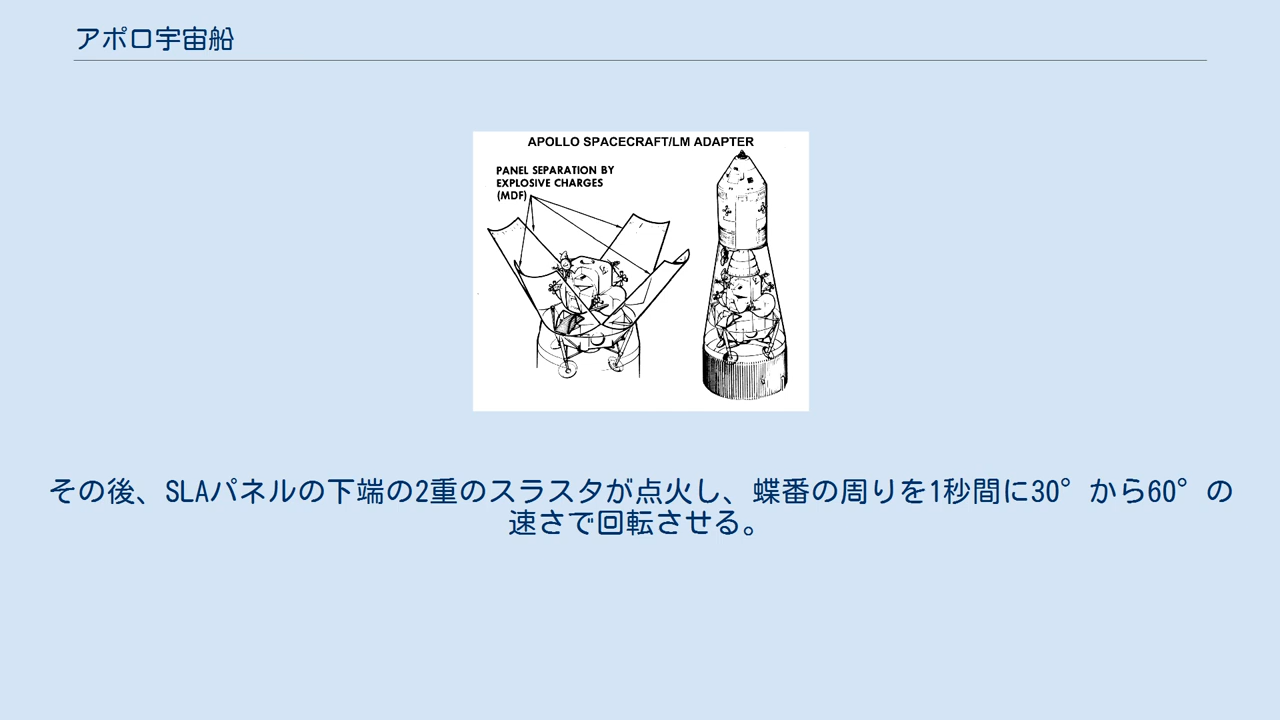 アポロ宇宙船
APOLLO SPACECRAFT/LM ADAPTER
PANEL SEPARATION BY
EXPLOSIVE CHARGES
(MDF)
その後、SLAパネルの下端の2重のスラスタが点火し、蝶番の周りを1秒間に30°から60°の
速さで回転させる。